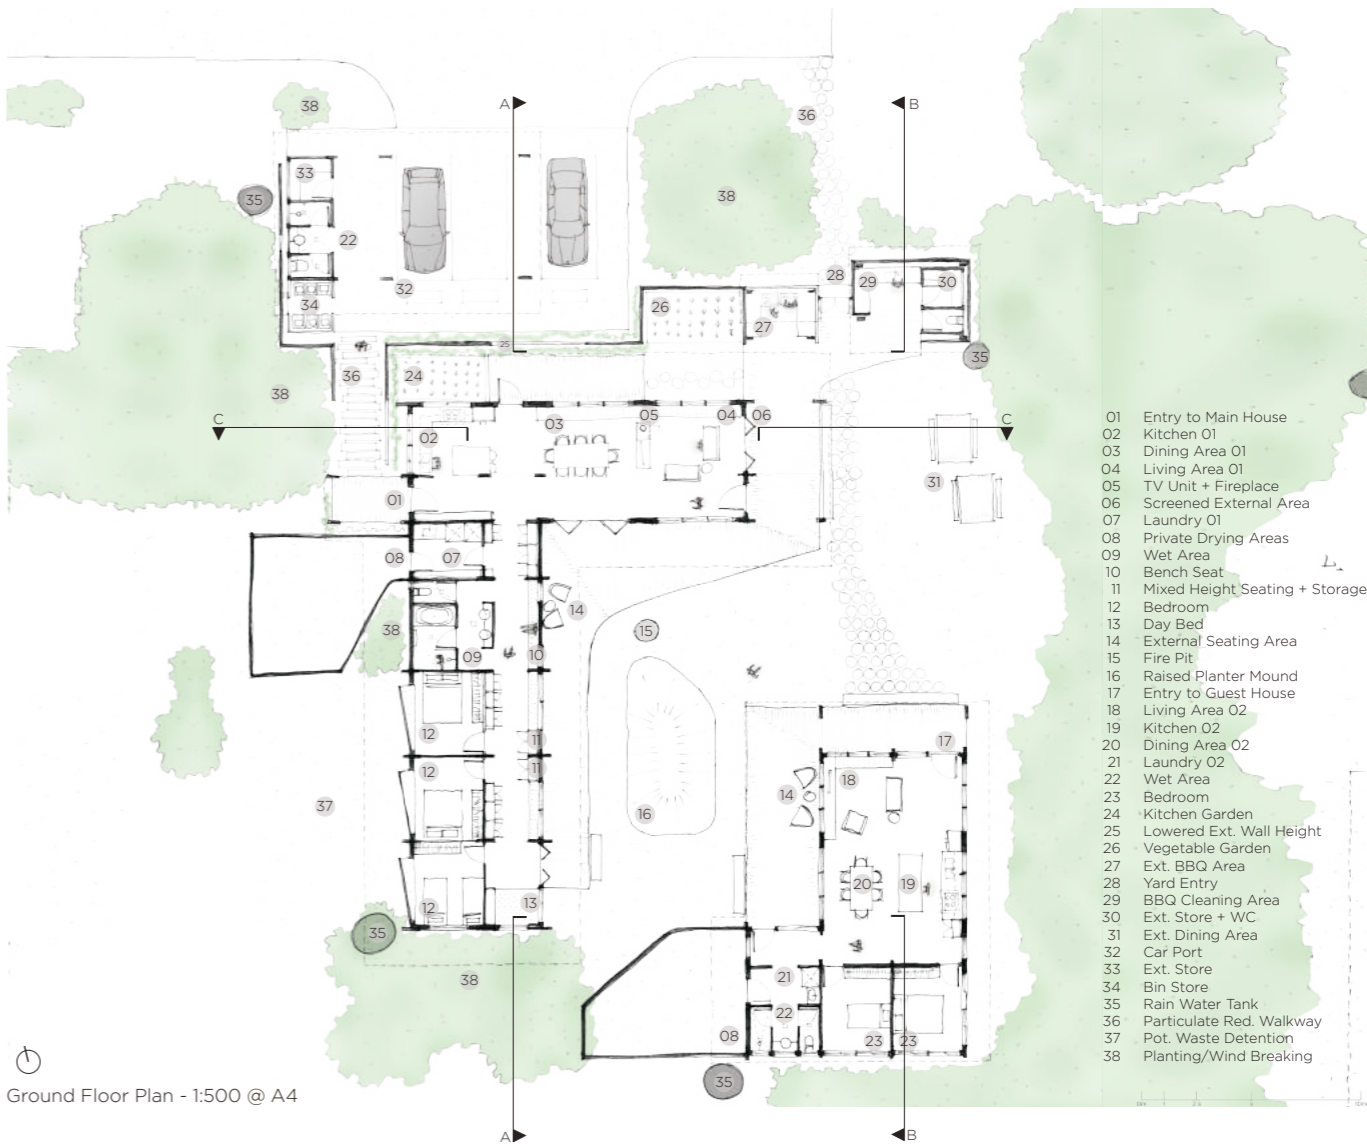 A
B
38
36
33
35
38
22
28
29
30
32
34
26
27
25
35
36
24
38
C
C
05
04
06
03
02
31
01
08
07
14
15
38
09
10
12
11
17
12
11
18
14
37
16
20
19
12
13
35
38
21
22
08
23
23
35
A
B
01 Entry to Main House
02 Kitchen 01
03 Dining Area 01
04 Living Area 01
05 TV Unit + Fireplace
06 Screened External Area
07 Laundry 01
08 Private Drying Areas
09 Wet Area
10 Bench Seat
11 Mixed Height Seating + Storage
12 Bedroom
13 Day Bed
14 External Seating Area
15 Fire Pit
16 Raised Planter Mound
17 Entry to Guest House
18 Living Area 02
19 Kitchen 02
20 Dining Area 02
21 Laundry 02
22 Wet Area
23 Bedroom
24 Kitchen Garden
25 Lowered Ext. Wall Height
26 Vegetable Garden
27 Ext. BBQ Area
28 Yard Entry
29 BBQ Cleaning Area
30 Ext. Store + WC
31 Ext. Dining Area
32 Car Port
33 Ext. Store
34 Bin Store
35 Rain Water Tank
36 Particulate Red. Walkway
37 Pot. Waste Detention
38 Planting/Wind Breaking
Ground Floor Plan - 1:500 @ A4